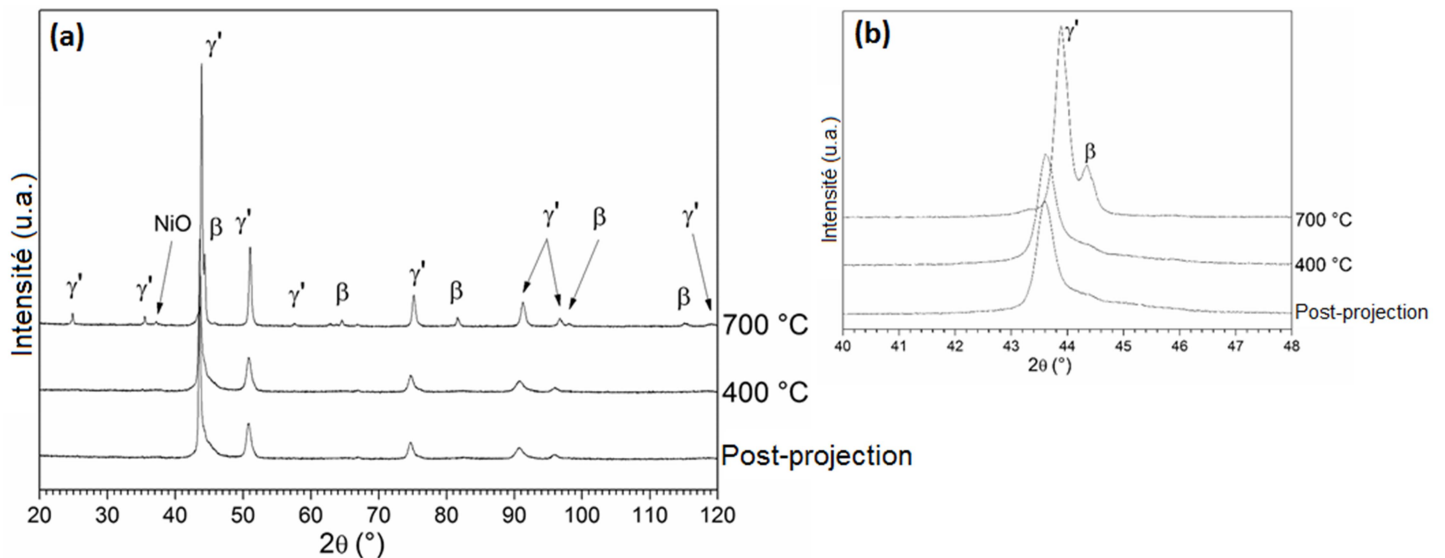 (a)
γ'
β
γ'
NiO
γ'
γ'
γ'
β
γ'
β
γ'
β
β
γ'
700 °C
400 °C
Post-projection
Intensité (u.a.)
20 30 40 50 60 70 80 90 100 110 120
2θ (°)
(b)
γ'
β
700 °C
400 °C
Post-projection
Intensité (u.a.)
40 41 42 43 44 45 46 47 48
2θ (°)